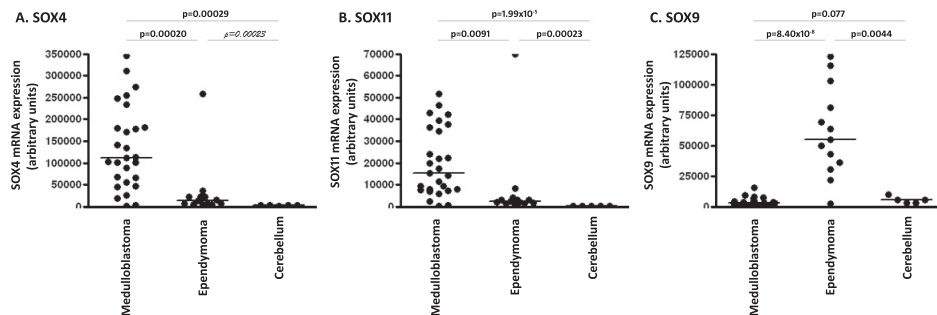 A. SOX4
p=0.00029
p=0.00020
p=0.00023
SOX4 mRNA expression
(arbitrary units)
350000
300000
250000
200000
150000
100000
50000
0
Medulloblastoma
Ependymoma
Cerebellum
B. SOX11
p=1.99x10⁻⁵
p=0.0091
p=0.00023
SOX11 mRNA expression
(arbitrary units)
70000
60000
50000
40000
30000
20000
10000
0
Medulloblastoma
Ependymoma
Cerebellum
C. SOX9
p=0.077
p=8.40x10⁻⁸
p=0.0044
SOX9 mRNA expression
(arbitrary units)
125000
100000
75000
50000
25000
0
Medulloblastoma
Ependymoma
Cerebellum